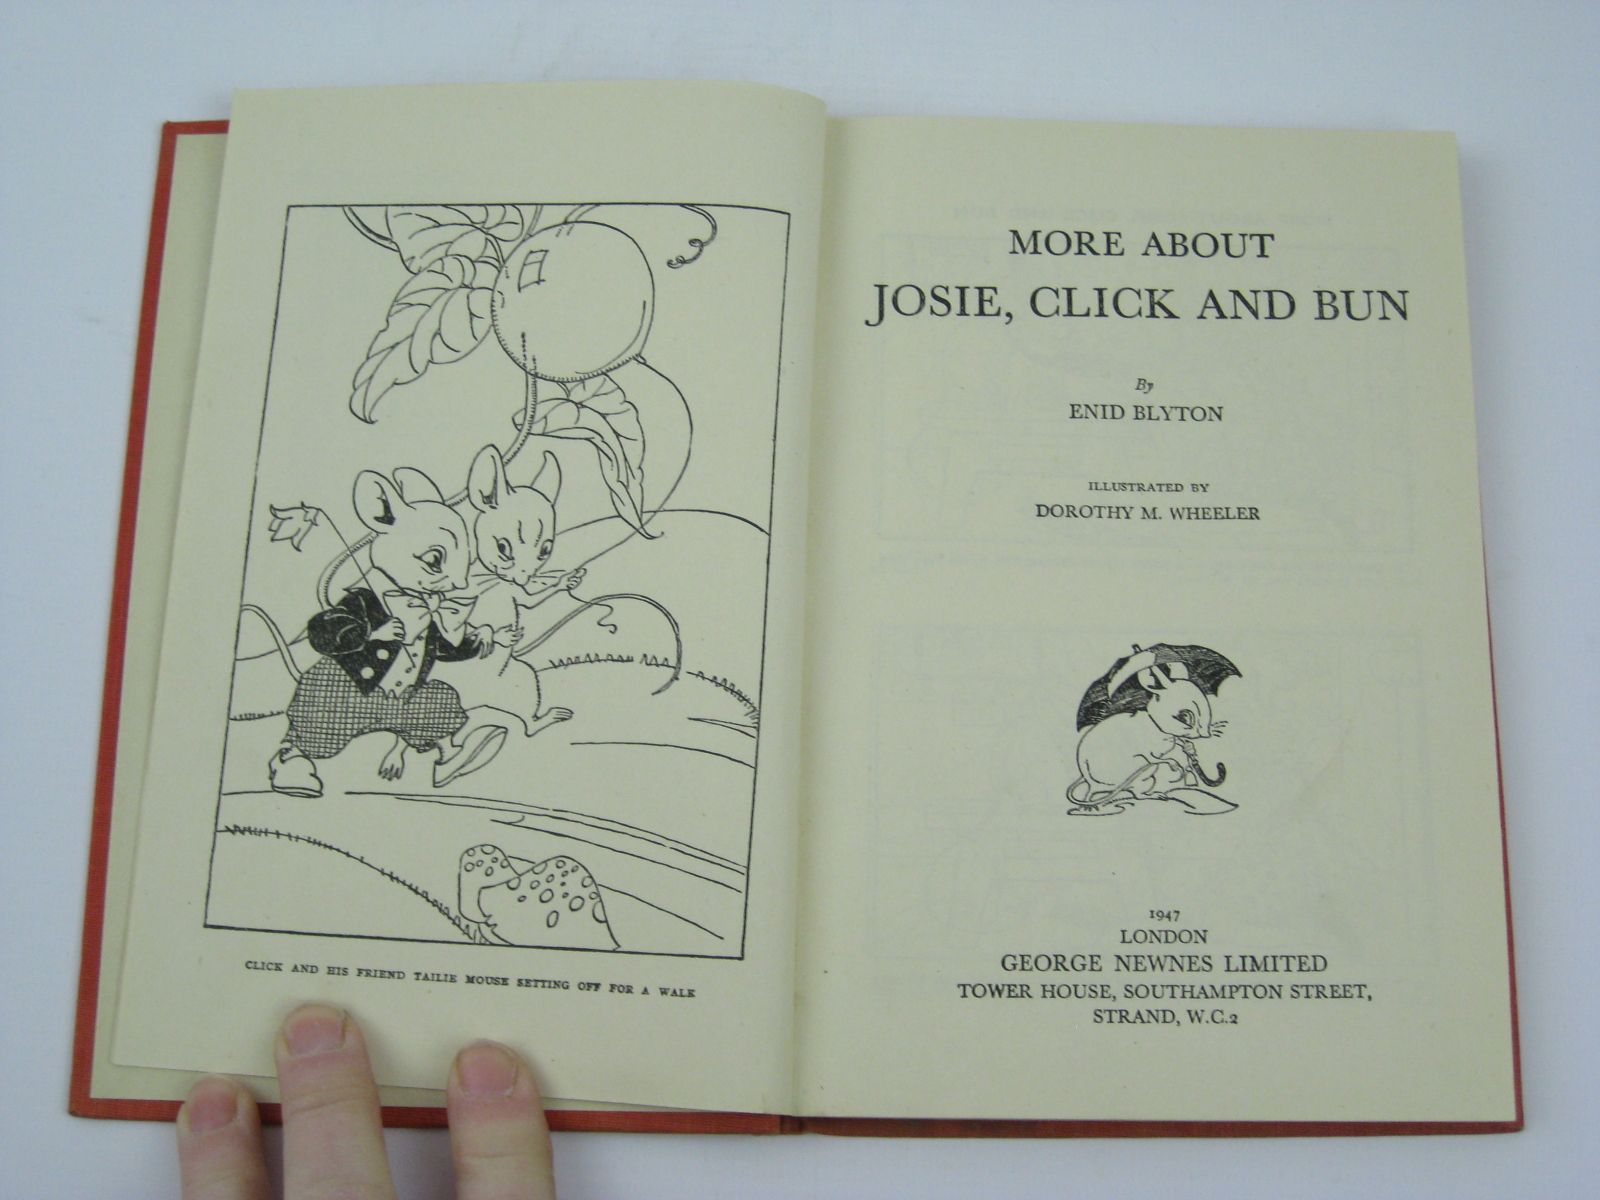 CLICK AND HIS FRIEND TAILIE MOUSE SETTING OFF FOR A WALK
MORE ABOUT
JOSIE, CLICK AND BUN
By
ENID BLYTON
ILLUSTRATED BY
DOROTHY M. WHEELER
1947
LONDON
GEORGE NEWNES LIMITED
TOWER HOUSE, SOUTHAMPTON STREET,
STRAND, W.C.2